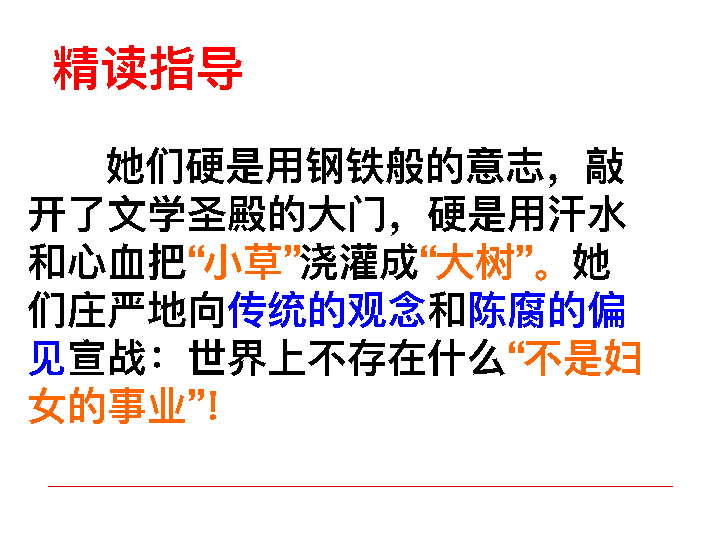 精读指导
她们硬是用钢铁般的意志，敲
开了文学圣殿的大门，硬是用汗水
和心血把“小草”浇灌成“大树”。她
们庄严地向传统的观念和陈腐的偏
见宣战：世界上不存在什么“不是妇
女的事业”!